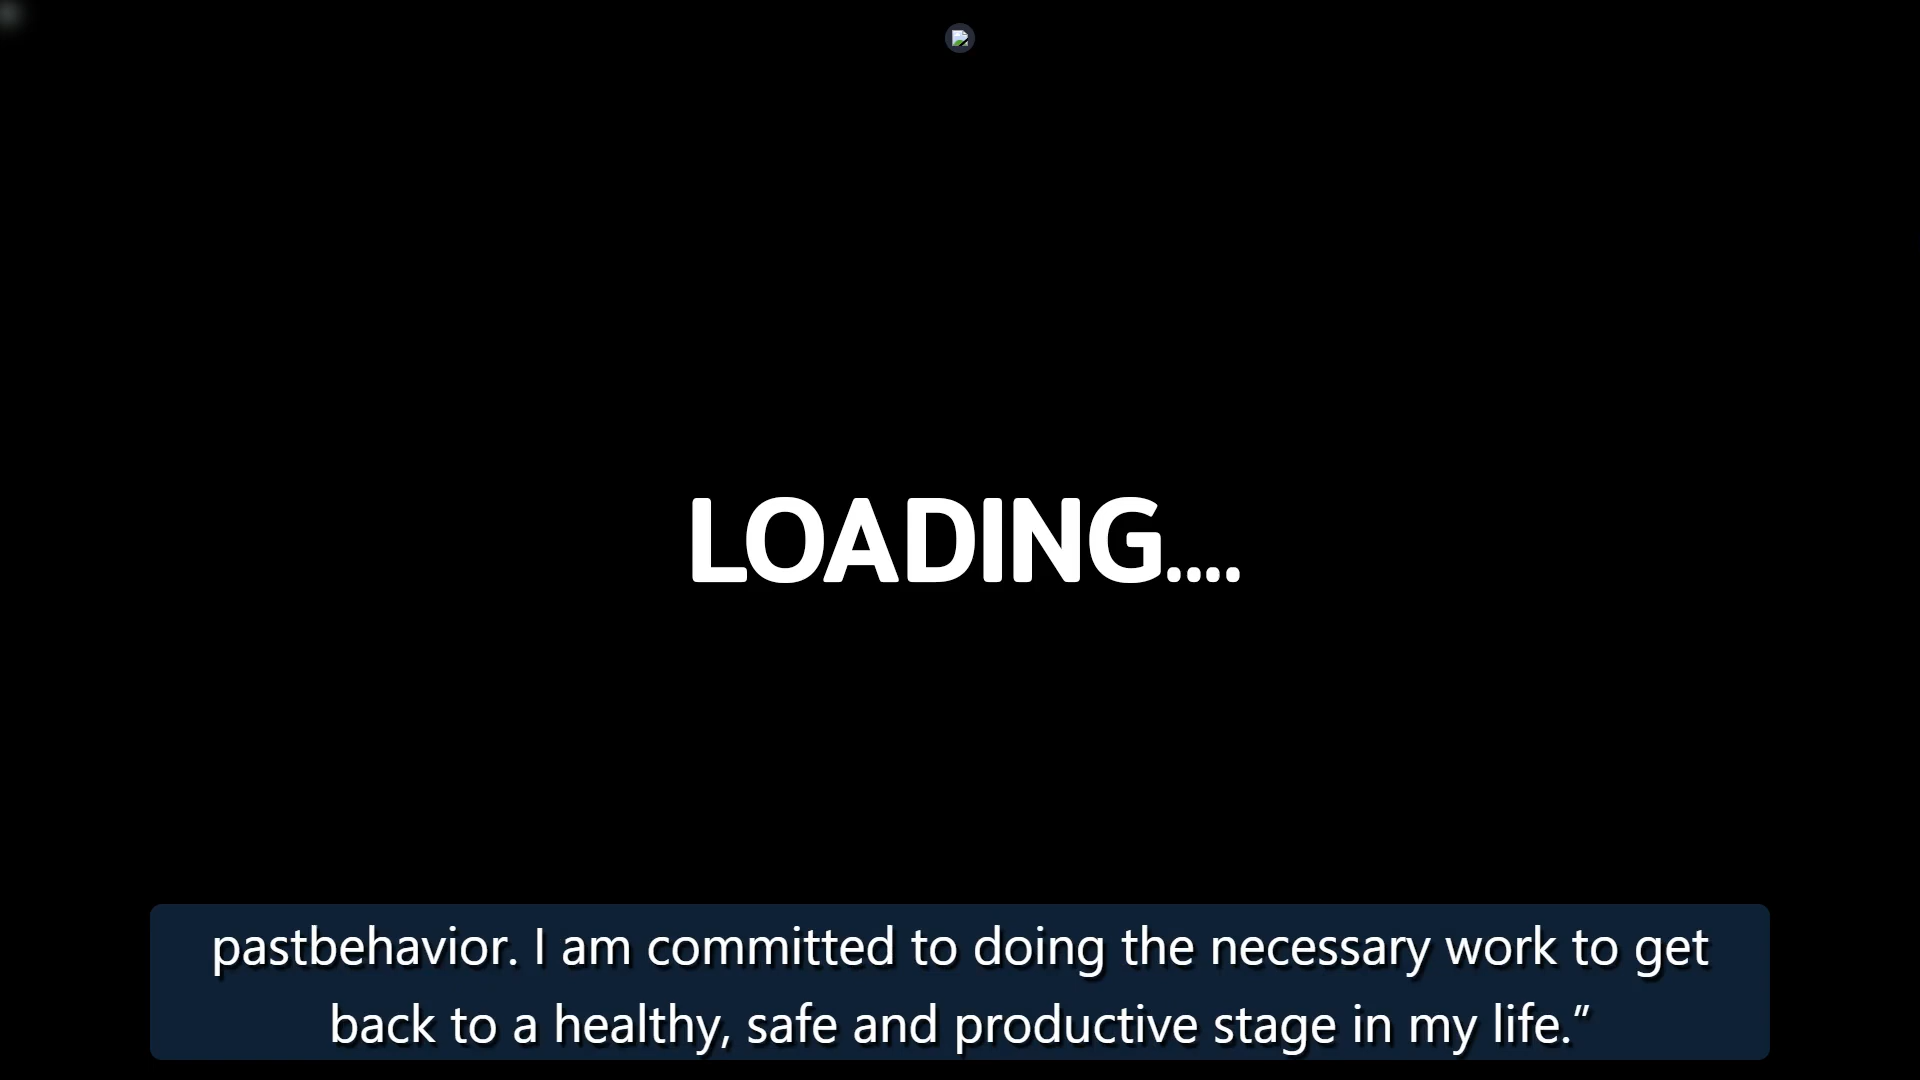 LOADING....
pastbehavior. I am committed to doing the necessary work to get
back to a healthy, safe and productive stage in my life.”